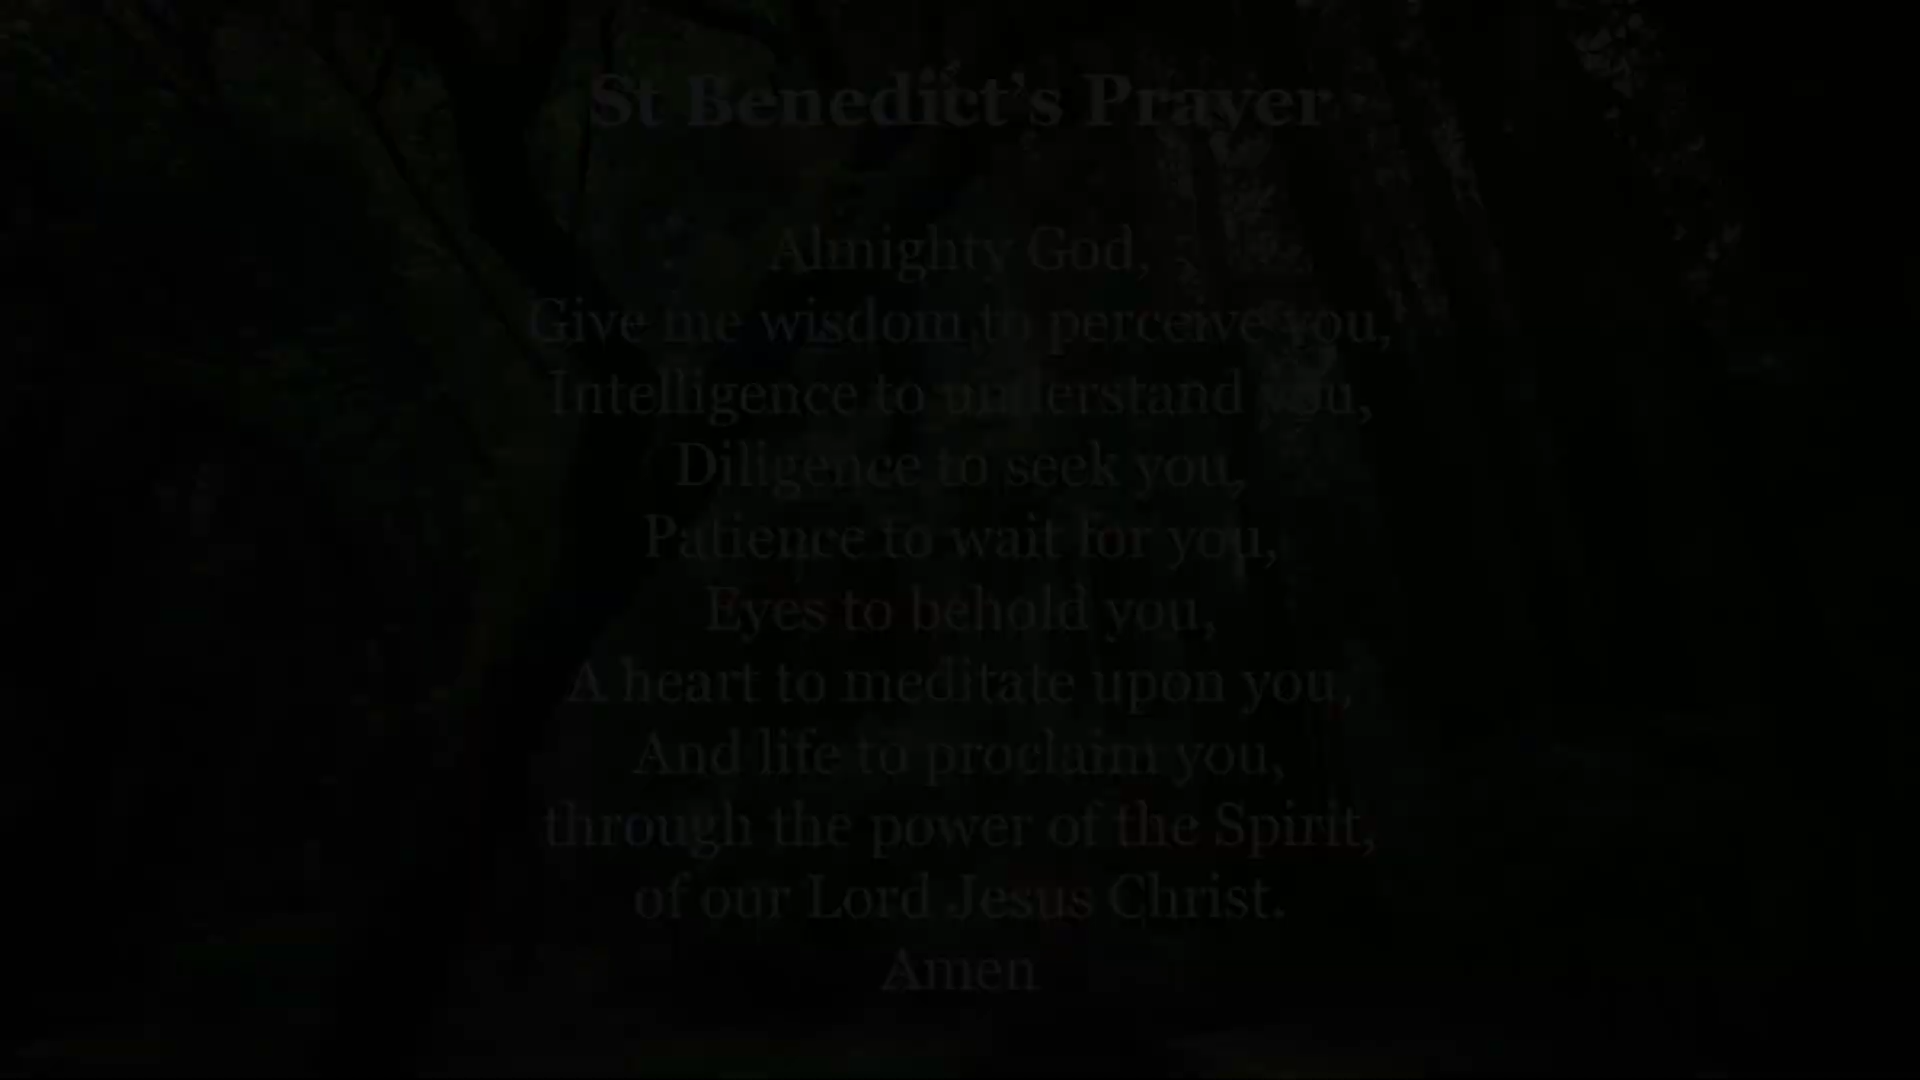 St Benedict’s Prayer
Almighty God,
Give me wisdom to perceive you,
Intelligence to understand you,
Diligence to seek you,
Patience to wait for you,
Eyes to behold you,
A heart to meditate upon you,
And life to proclaim you,
through the power of the Spirit,
of our Lord Jesus Christ.
Amen